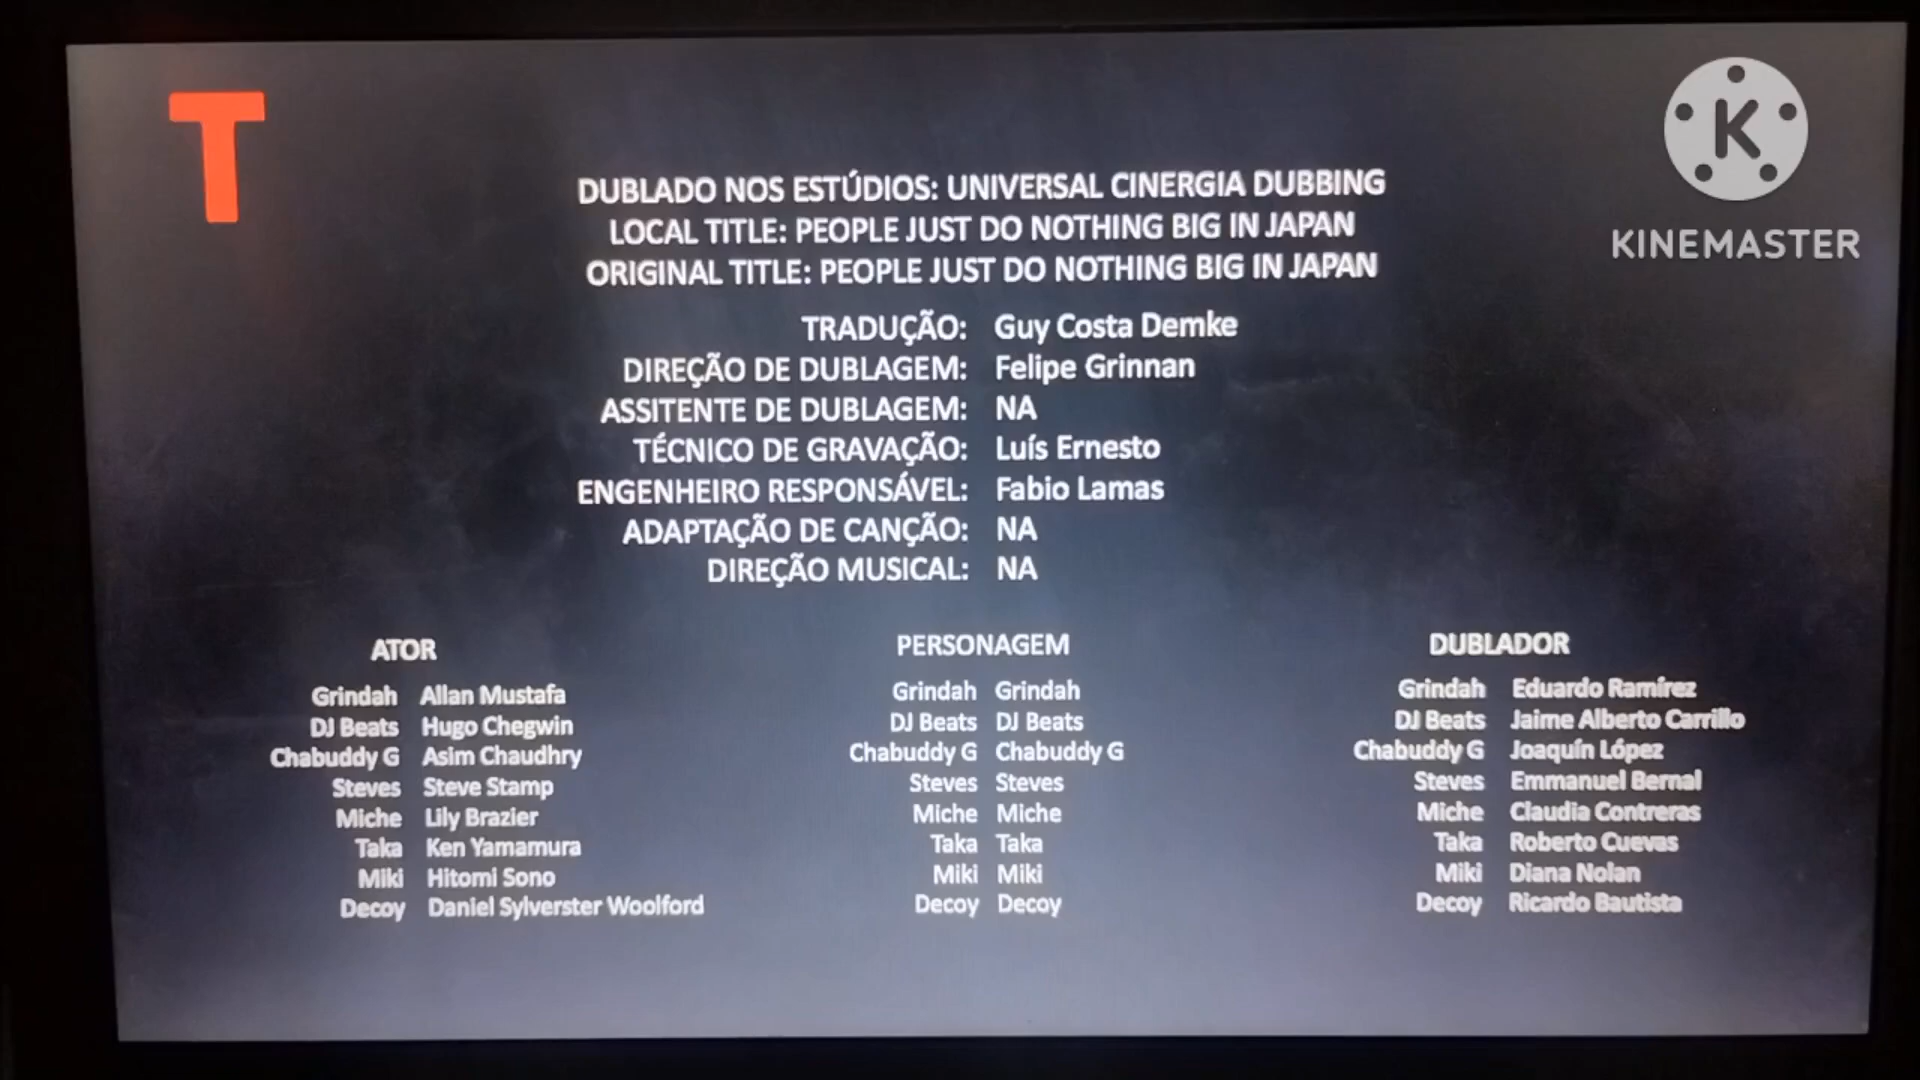 T
K
KINEMASTER
DUBLADO NOS ESTÚDIOS: UNIVERSAL CINERGIA DUBBING
LOCAL TITLE: PEOPLE JUST DO NOTHING BIG IN JAPAN
ORIGINAL TITLE: PEOPLE JUST DO NOTHING BIG IN JAPAN
TRADUÇÃO: Guy Costa Demke
DIREÇÃO DE DUBLAGEM: Felipe Grinnan
ASSITENTE DE DUBLAGEM: NA
TÉCNICO DE GRAVAÇÃO: Luís Ernesto
ENGENHEIRO RESPONSÁVEL: Fabio Lamas
ADAPTAÇÃO DE CANÇÃO: NA
DIREÇÃO MUSICAL: NA
ATOR
Grindah Allan Mustafa
DJ Beats Hugo Chegwin
Chabuddy G Asim Chaudhry
Steves Steve Stamp
Miche Lily Brazier
Taka Ken Yamamura
Miki Hitomi Sono
Decoy Daniel Sylverster Woolford
PERSONAGEM
Grindah Grindah
DJ Beats DJ Beats
Chabuddy G Chabuddy G
Steves Steves
Miche Miche
Taka Taka
Miki Miki
Decoy Decoy
DUBLADOR
Grindah Eduardo Ramírez
DJ Beats Jaime Alberto Carrillo
Chabuddy G Joaquín López
Steves Emmanuel Bernal
Miche Claudia Contreras
Taka Roberto Cuevas
Miki Diana Nolan
Decoy Ricardo Bautista